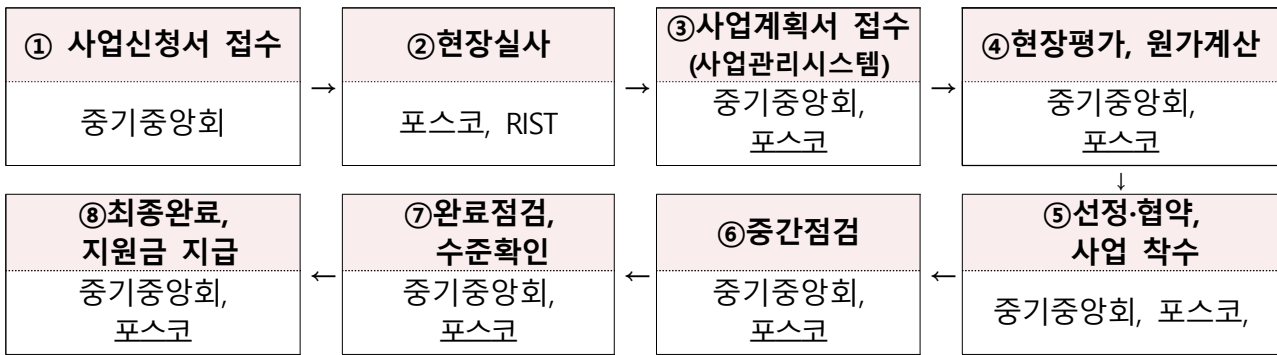 ① 사업신청서 접수
중기중앙회
→
②현장실사
포스코, RIST
→
③사업계획서 접수
(사업관리시스템)
중기중앙회,
포스코
→
④현장평가, 원가계산
중기중앙회,
포스코
↓
⑤선정·협약,
사업 착수
중기중앙회, 포스코,
←
⑥중간점검
중기중앙회,
포스코
←
⑦완료점검,
수준확인
중기중앙회,
포스코
←
⑧최종완료,
지원금 지급
중기중앙회,
포스코